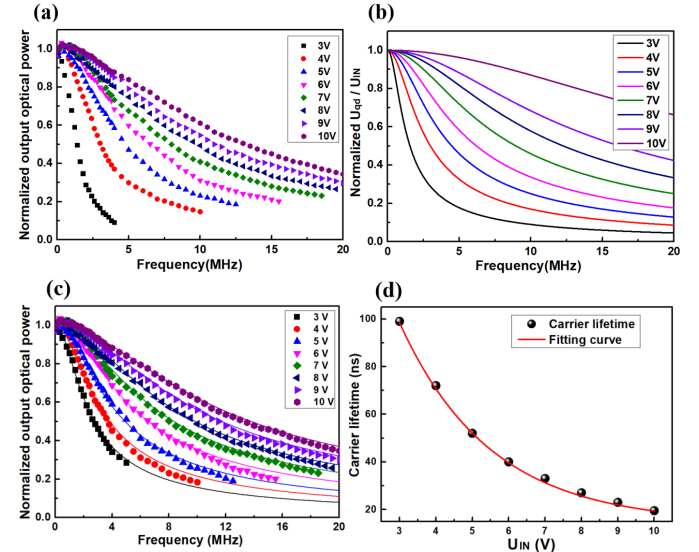 (a)
Normalized output optical power
1.0
0.8
0.6
0.4
0.2
0.0
0
5
10
15
20
Frequency(MHz)
3V
4V
5V
6V
7V
8V
9V
10V
(b)
Normalized Uqd / UIN
1.0
0.8
0.6
0.4
0.2
0.0
0
5
10
15
20
Frequency(MHz)
3V
4V
5V
6V
7V
8V
9V
10V
(c)
Normalized output optical power
1.0
0.8
0.6
0.4
0.2
0.0
0
4
8
12
16
20
Frequency (MHz)
3 V
4 V
5 V
6 V
7 V
8 V
9 V
10 V
(d)
Carrier lifetime (ns)
100
80
60
40
20
3
4
5
6
7
8
9
10
UIN (V)
Carrier lifetime
Fitting curve